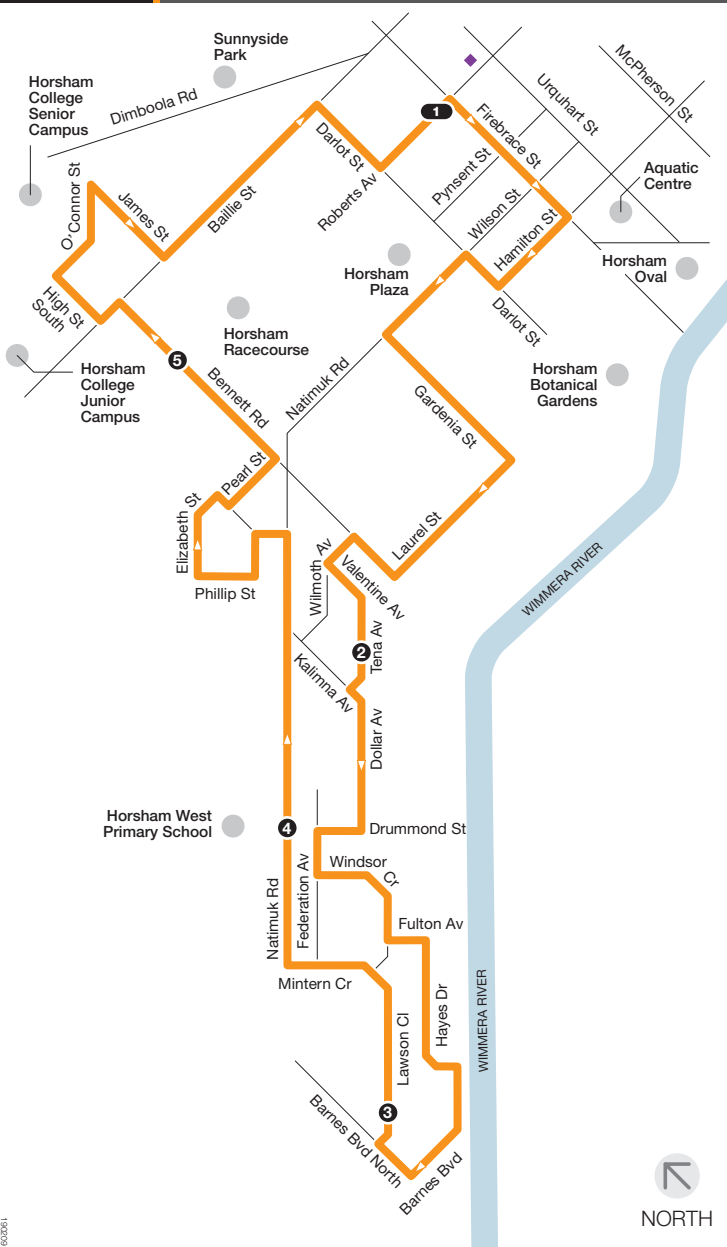 Sunnyside
Park
Horsham
College
Senior
Campus
Dimboola Rd
McPherson St
Urquhart St
1
Firebrace St
Darlot St
Pynsent St
Roberts Av
Wilson St
Aquatic
Centre
O'Connor St
James St
Baillie St
Hamilton St
Horsham
Plaza
Horsham
Oval
High St
South
Darlot St
Horsham
Racecourse
5
Horsham
College
Junior
Campus
Bennett Rd
Natimuk Rd
Gardenia St
Horsham
Botanical
Gardens
Pearl St
Elizabeth St
Phillip St
Laurel St
Wilmoth Av
Valentine Av
WIMMERA RIVER
2
Tena Av
Kalimna Av
Dollar Av
Horsham West
Primary School
4
Drummond St
Windsor
Cr
Federation Av
Natimuk Rd
Fulton Av
Mintern Cr
Hayes Dr
WIMMERA RIVER
Lawson Cl
3
Barnes Bvd North
Barnes Bvd
NORTH
190209